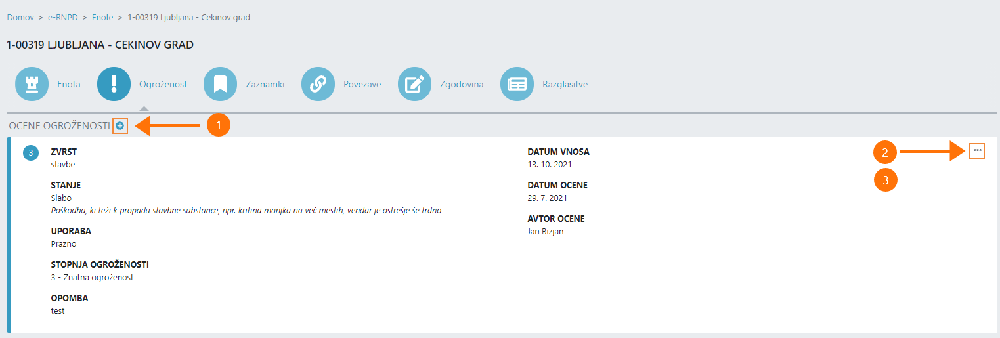 Domov > e-RNPD > Enote > 1-00319 Ljubljana - Cekinov grad
1-00319 LJUBLJANA - CEKINOV GRAD
Enota Ogroženost Zaznamki Povezave Zgodovina Razglasitve
OCENE OGROŽENOSTI 1
3
ZVRST
stavbe
STANJE
Slabo
Poškodba, ki teži k propadu stavbne substance, npr. kritina manjka na več mestih, vendar je ostrešje še trdno
UPORABA
Prazno
STOPNJA OGROŽENOSTI
3 - Znatna ogroženost
OPOMBA
test
DATUM VNOSA
13. 10. 2021
DATUM OCENE
29. 7. 2021
AVTOR OCENE
Jan Bizjan
2
3